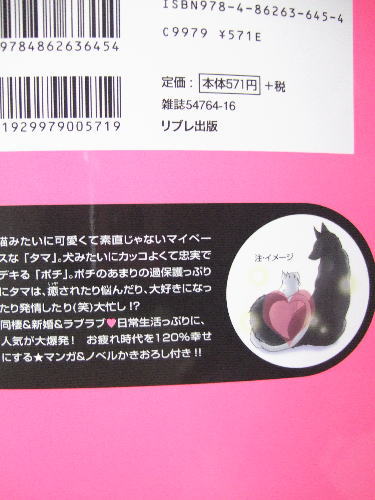 ISBN978-4-86263-645-4
C9979 ¥571E
9784862636454
定価：本体571円＋税
雑誌54764-16
リブレ出版
1929979005719
猫みたいに可愛くて素直じゃないマイペー
スな「タマ」。犬みたいにカッコよくて忠実で
デキる「ポチ」。ポチのあまりの過保護っぷり
にタマは、癒されたり悩んだり、大好きになっ
たり発情したり(笑)大忙し!?
同棲&新婚&ラブラブ♥日常生活っぷりに、
人気が大爆発！ お疲れ時代を120%幸せ
にする★マンガ&ノベルかきおろし付き!!
注・イメージ